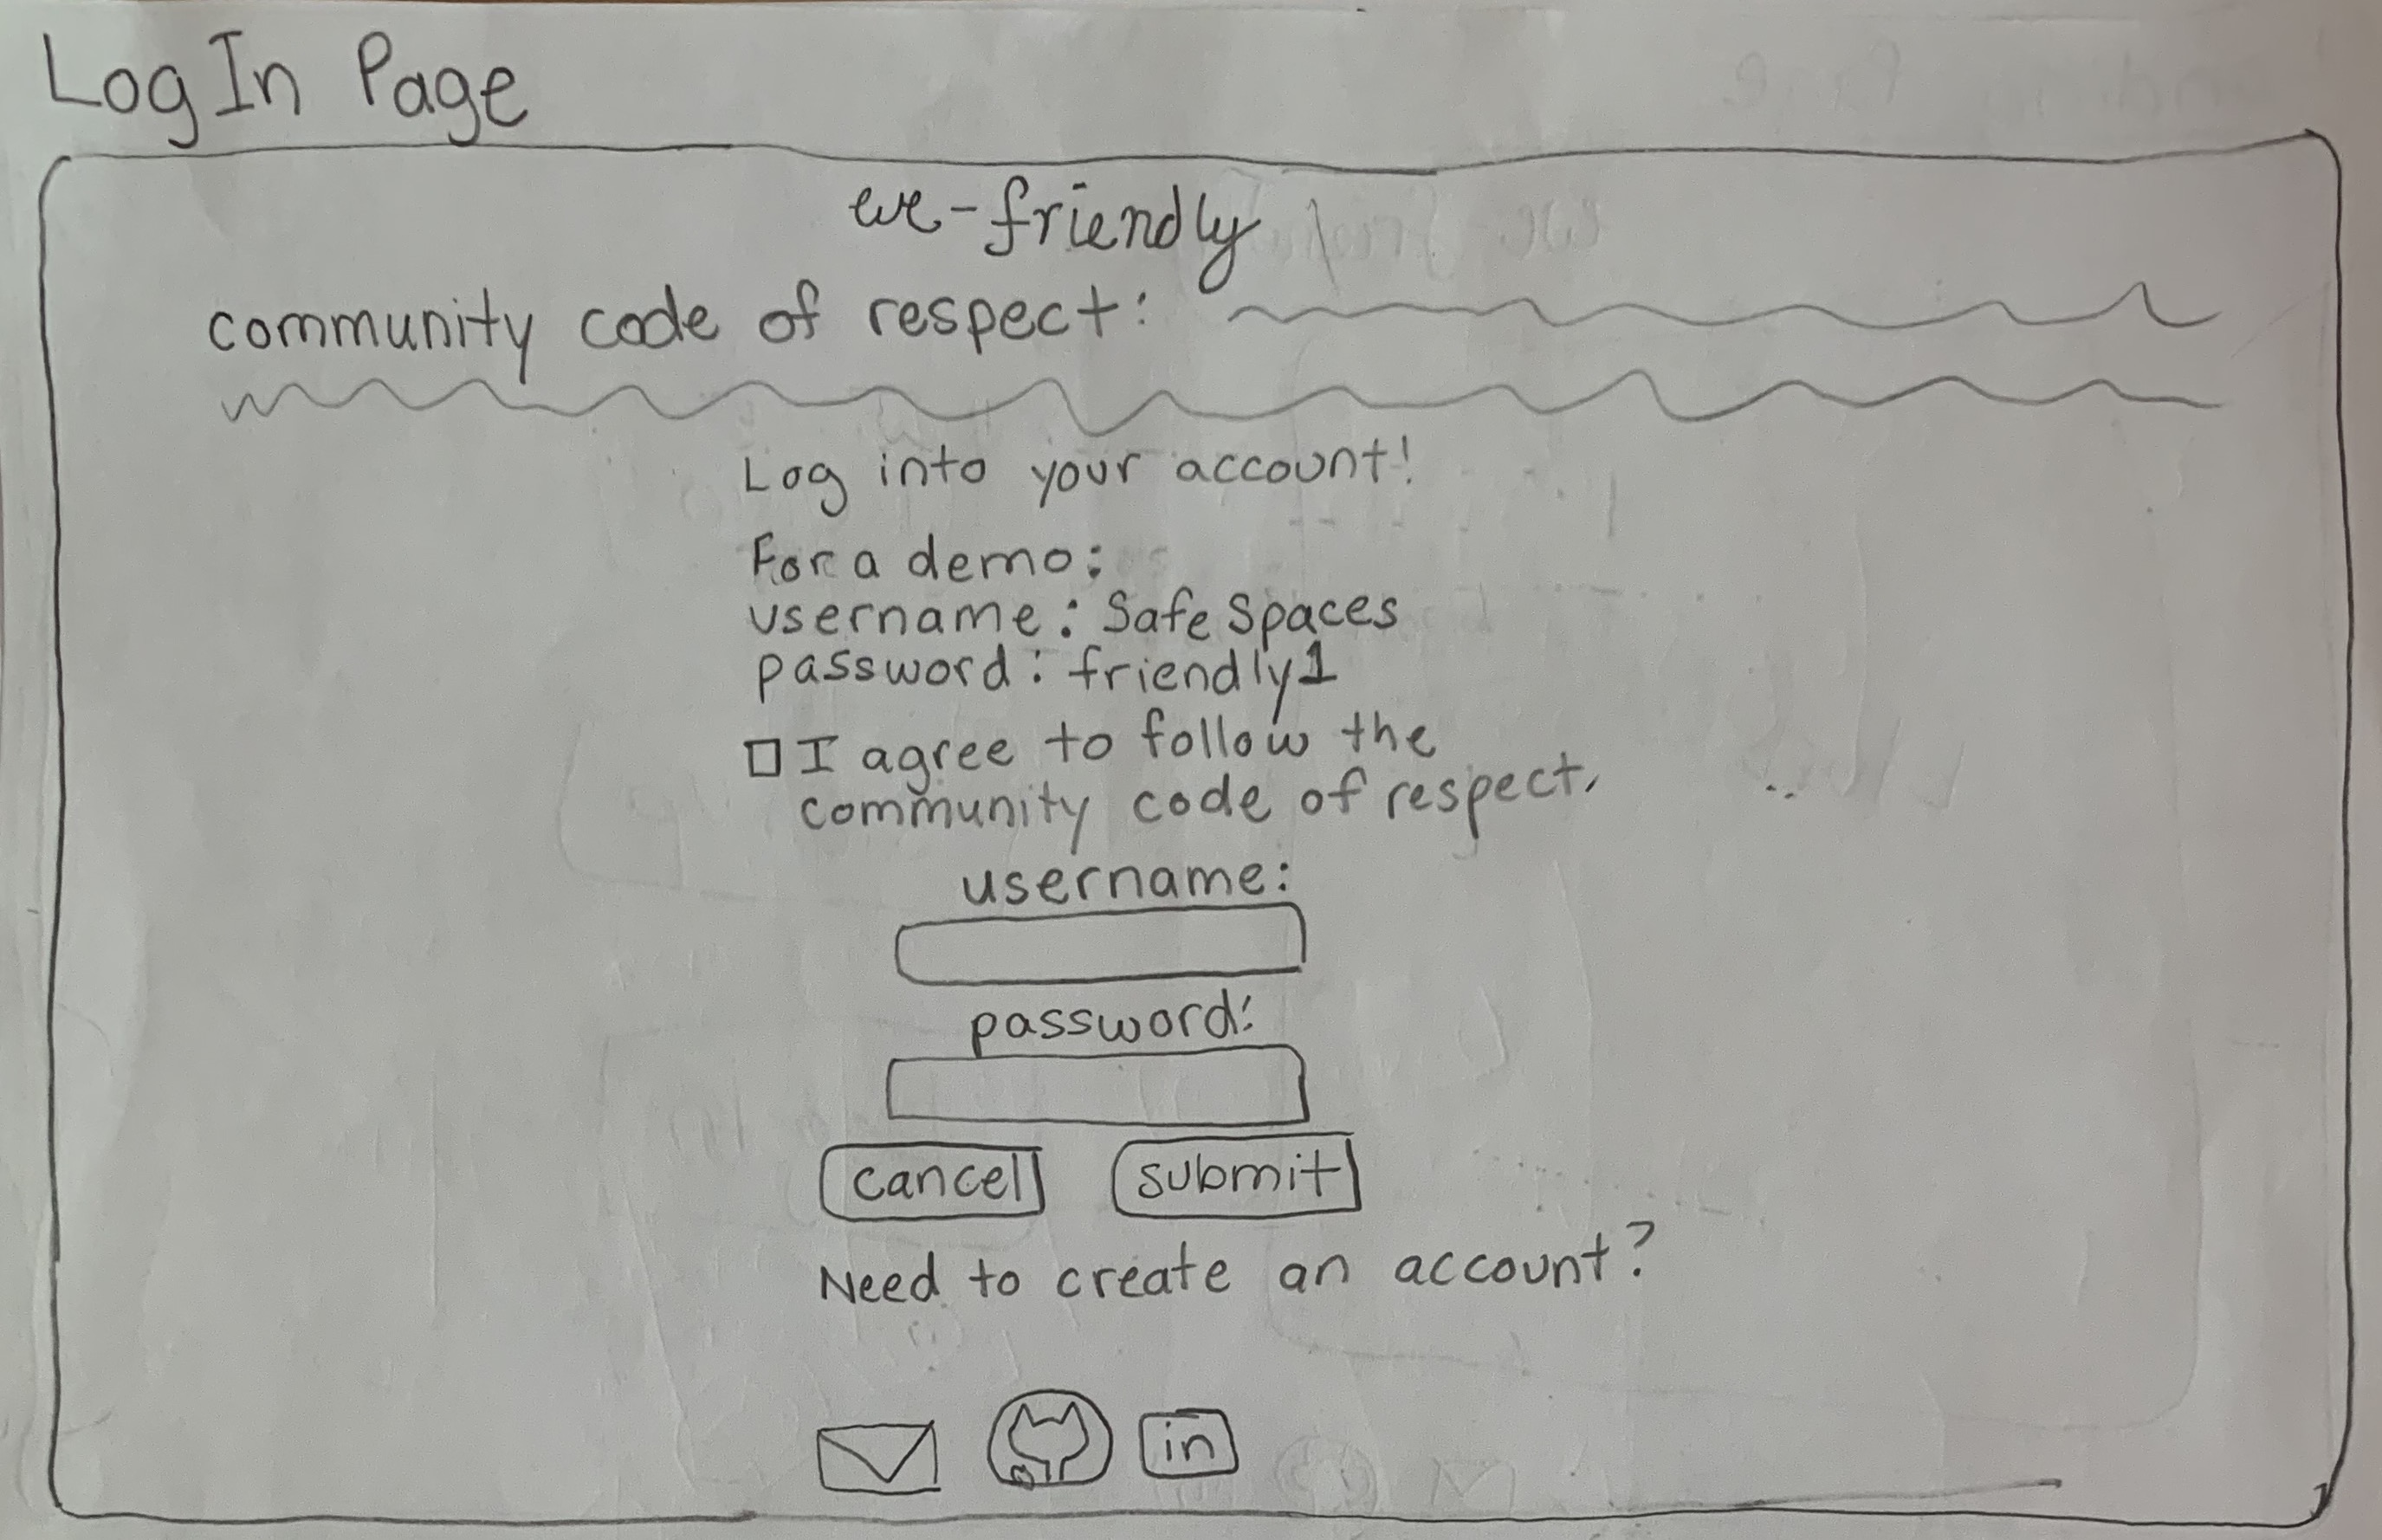 Log In Page
we-friendly
community code of respect:
Log into your account!
For a demo:
username: Safe Spaces
password: friendly1
I agree to follow the
community code of respect.
username:
password:
cancel submit
Need to create an account?
in